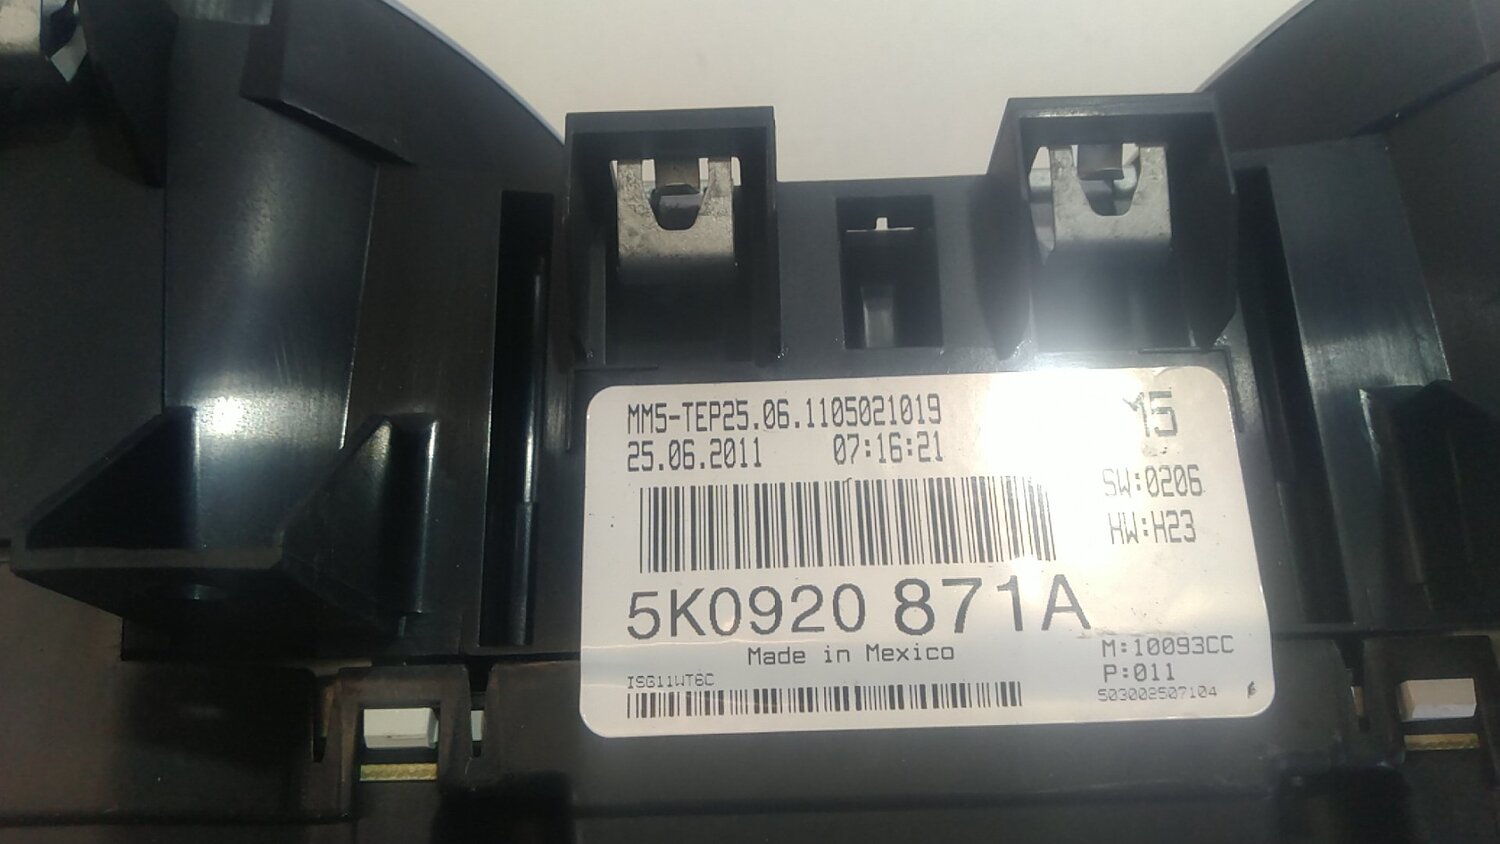 MM5-TEP25.06.1105021019
15
25.06.2011 07:16:21
SW:0206
HW:H23
5K0920 871A
Made in Mexico
M:10093CC
P:011
ISG11WT6C
503002507104